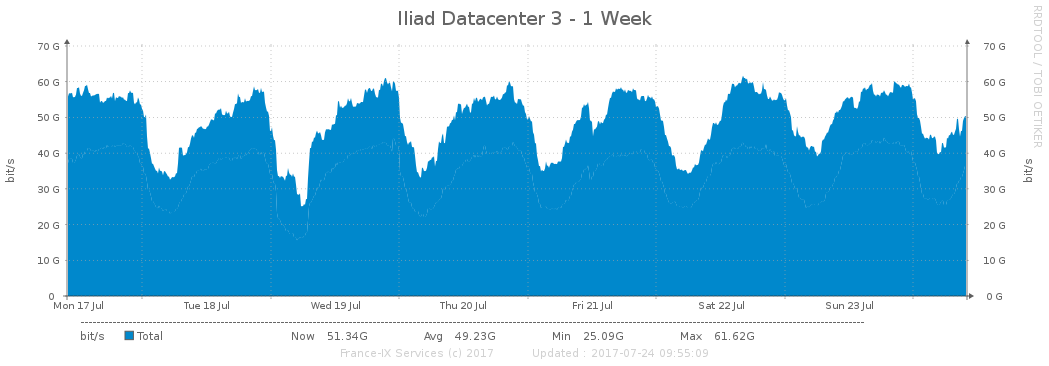 Iliad Datacenter 3 - 1 Week
RRDTOOL / TOBI OETIKER
bit/s
70 G 70 G
60 G 60 G
50 G 50 G
40 G 40 G
30 G 30 G
20 G 20 G
10 G 10 G
0 0 G
bit/s
Mon 17 Jul Tue 18 Jul Wed 19 Jul Thu 20 Jul Fri 21 Jul Sat 22 Jul Sun 23 Jul
bit/s Total Now 51.34G Avg 49.23G Min 25.09G Max 61.62G
France-IX Services (c) 2017 Updated : 2017-07-24 09:55:09